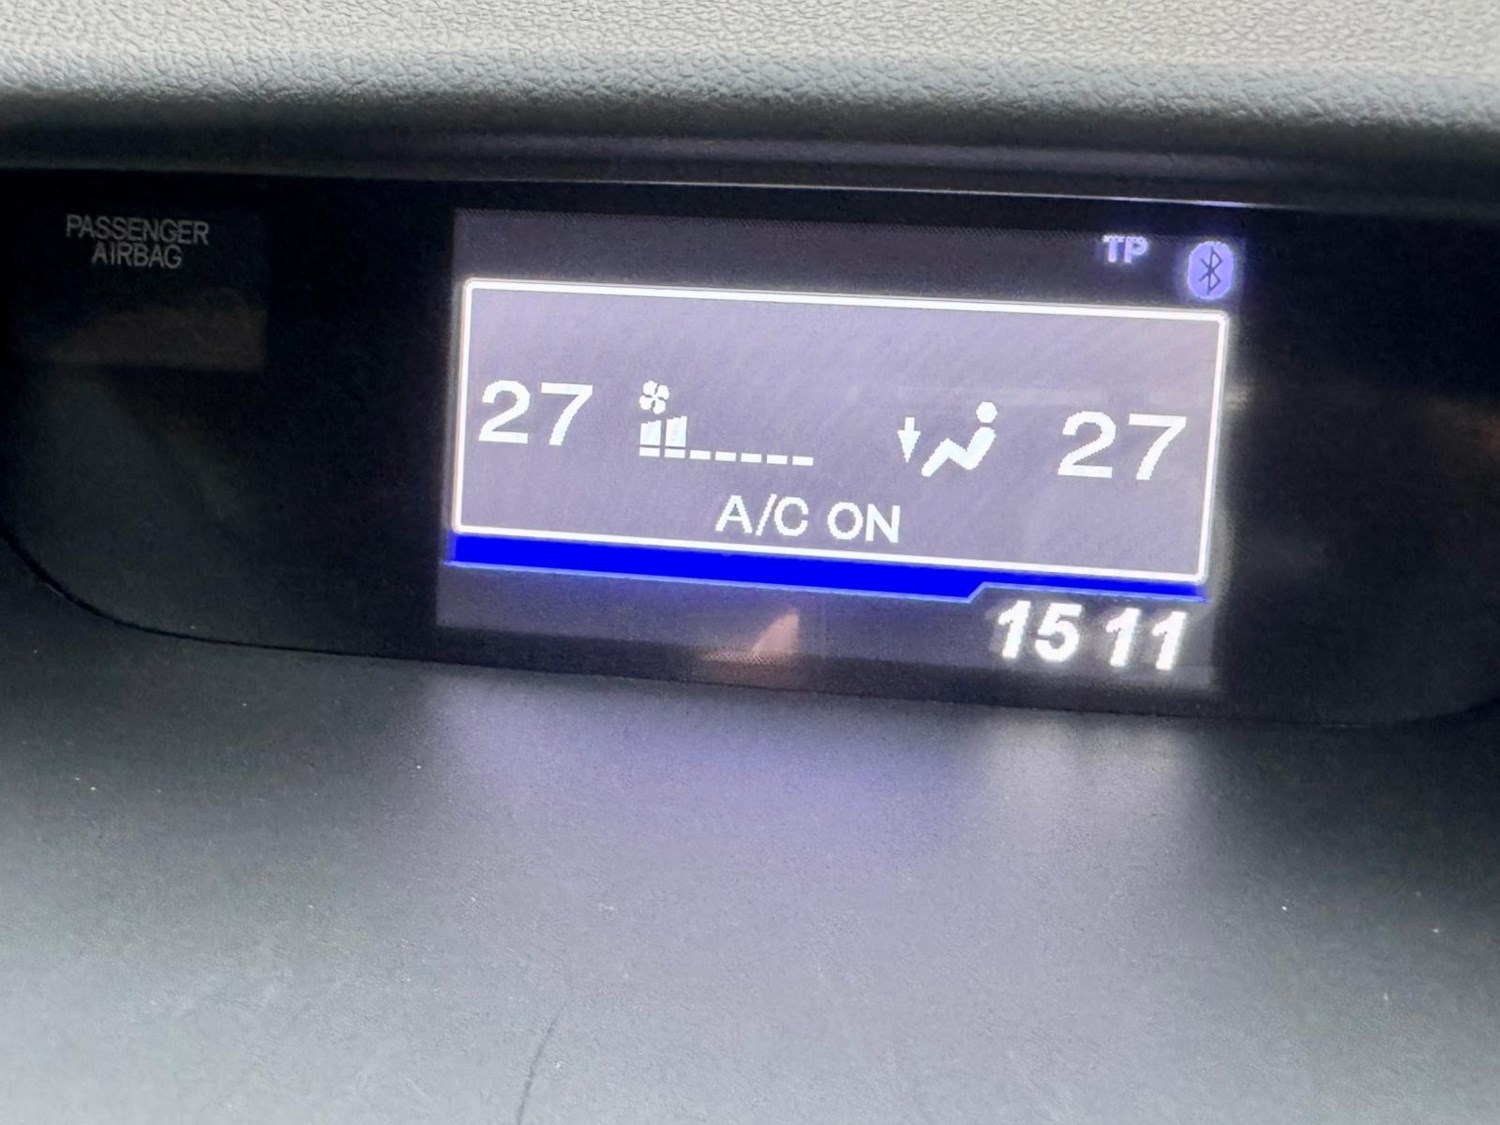 PASSENGER
AIRBAG
TP
27 27
A/C ON
15 11